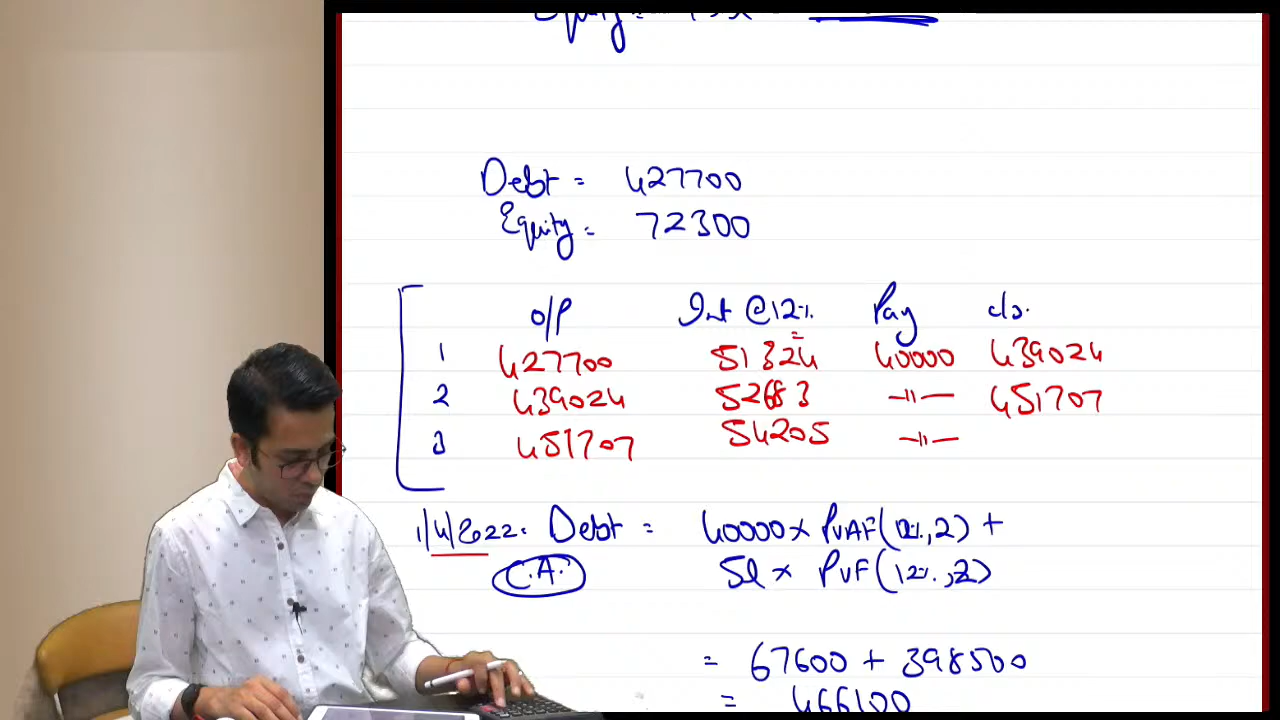 Equity =
Debt = 427700
Equity = 72300
O/P Int @12% Pay Clo.
1 427700 51324 40000 439024
2 439024 52683 -11- 451707
3 451707 54205 -11-
1/4/2022. Debt = 40000 x PVAF(12%,2) +
C.A. 5L x PVF(12%,2)
= 67600 + 398500
= 466100